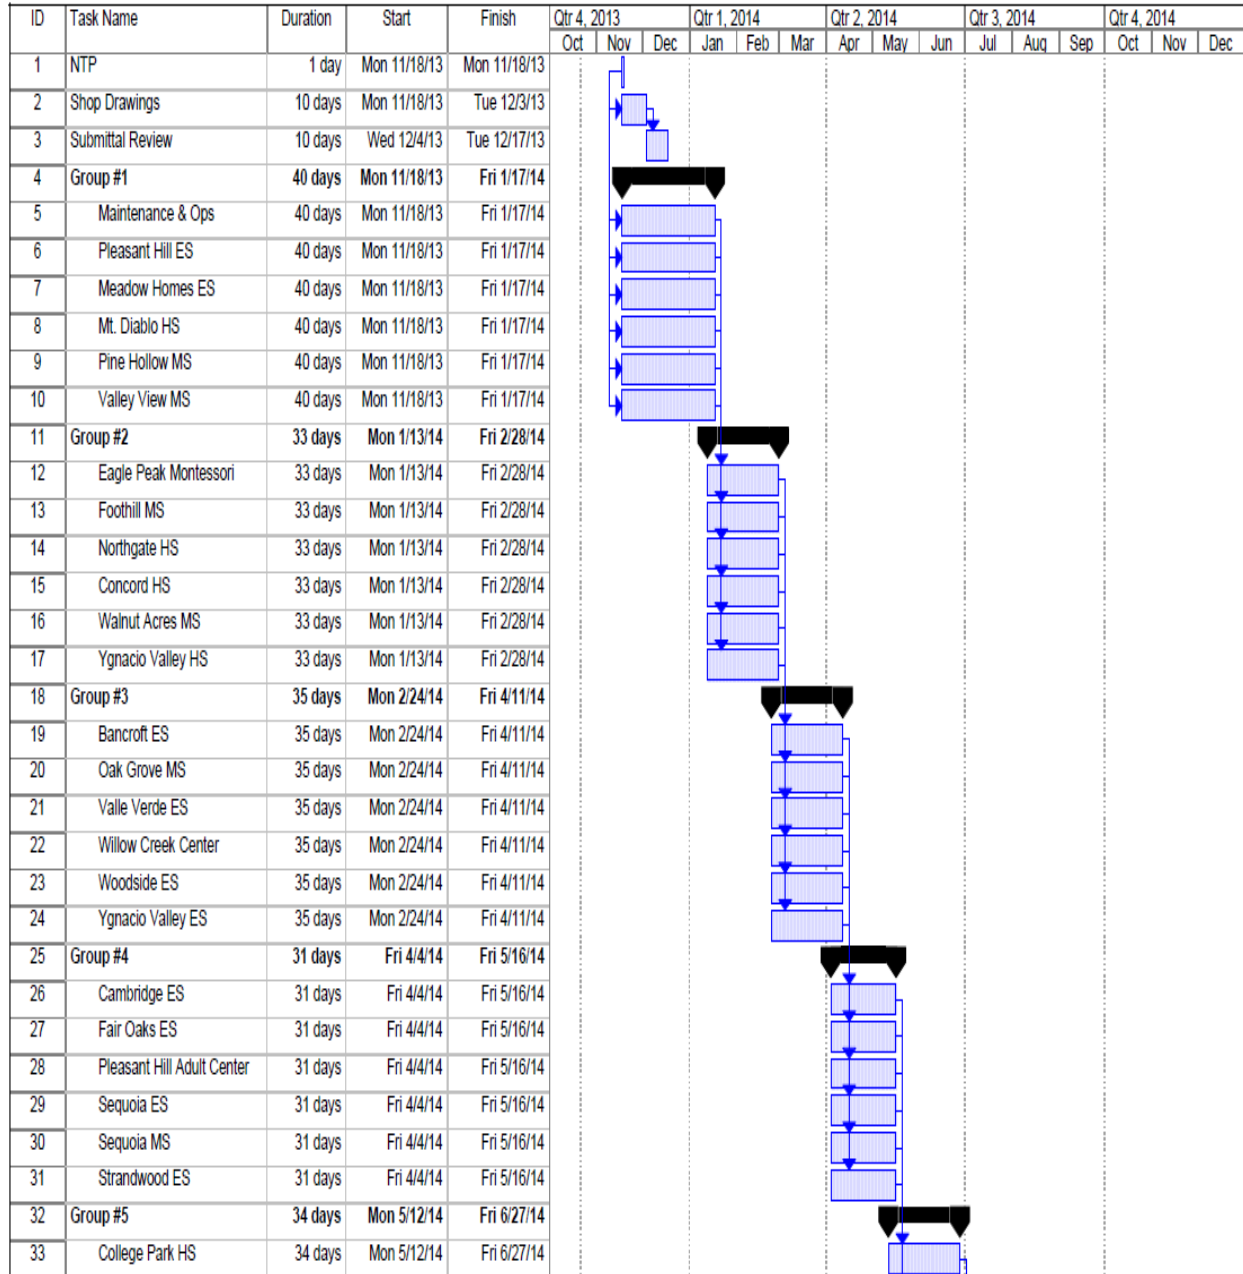 ID Task Name Duration Start Finish Qtr 4, 2013 Qtr 1, 2014 Qtr 2, 2014 Qtr 3, 2014 Qtr 4, 2014
Oct Nov Dec Jan Feb Mar Apr May Jun Jul Aug Sep Oct Nov Dec
1 NTP 1 day Mon 11/18/13 Mon 11/18/13
2 Shop Drawings 10 days Mon 11/18/13 Tue 12/3/13
3 Submittal Review 10 days Wed 12/4/13 Tue 12/17/13
4 Group #1 40 days Mon 11/18/13 Fri 1/17/14
5 Maintenance & Ops 40 days Mon 11/18/13 Fri 1/17/14
6 Pleasant Hill ES 40 days Mon 11/18/13 Fri 1/17/14
7 Meadow Homes ES 40 days Mon 11/18/13 Fri 1/17/14
8 Mt. Diablo HS 40 days Mon 11/18/13 Fri 1/17/14
9 Pine Hollow MS 40 days Mon 11/18/13 Fri 1/17/14
10 Valley View MS 40 days Mon 11/18/13 Fri 1/17/14
11 Group #2 33 days Mon 1/13/14 Fri 2/28/14
12 Eagle Peak Montessori 33 days Mon 1/13/14 Fri 2/28/14
13 Foothill MS 33 days Mon 1/13/14 Fri 2/28/14
14 Northgate HS 33 days Mon 1/13/14 Fri 2/28/14
15 Concord HS 33 days Mon 1/13/14 Fri 2/28/14
16 Walnut Acres MS 33 days Mon 1/13/14 Fri 2/28/14
17 Ygnacio Valley HS 33 days Mon 1/13/14 Fri 2/28/14
18 Group #3 35 days Mon 2/24/14 Fri 4/11/14
19 Bancroft ES 35 days Mon 2/24/14 Fri 4/11/14
20 Oak Grove MS 35 days Mon 2/24/14 Fri 4/11/14
21 Valle Verde ES 35 days Mon 2/24/14 Fri 4/11/14
22 Willow Creek Center 35 days Mon 2/24/14 Fri 4/11/14
23 Woodside ES 35 days Mon 2/24/14 Fri 4/11/14
24 Ygnacio Valley ES 35 days Mon 2/24/14 Fri 4/11/14
25 Group #4 31 days Fri 4/4/14 Fri 5/16/14
26 Cambridge ES 31 days Fri 4/4/14 Fri 5/16/14
27 Fair Oaks ES 31 days Fri 4/4/14 Fri 5/16/14
28 Pleasant Hill Adult Center 31 days Fri 4/4/14 Fri 5/16/14
29 Sequoia ES 31 days Fri 4/4/14 Fri 5/16/14
30 Sequoia MS 31 days Fri 4/4/14 Fri 5/16/14
31 Strandwood ES 31 days Fri 4/4/14 Fri 5/16/14
32 Group #5 34 days Mon 5/12/14 Fri 6/27/14
33 College Park HS 34 days Mon 5/12/14 Fri 6/27/14